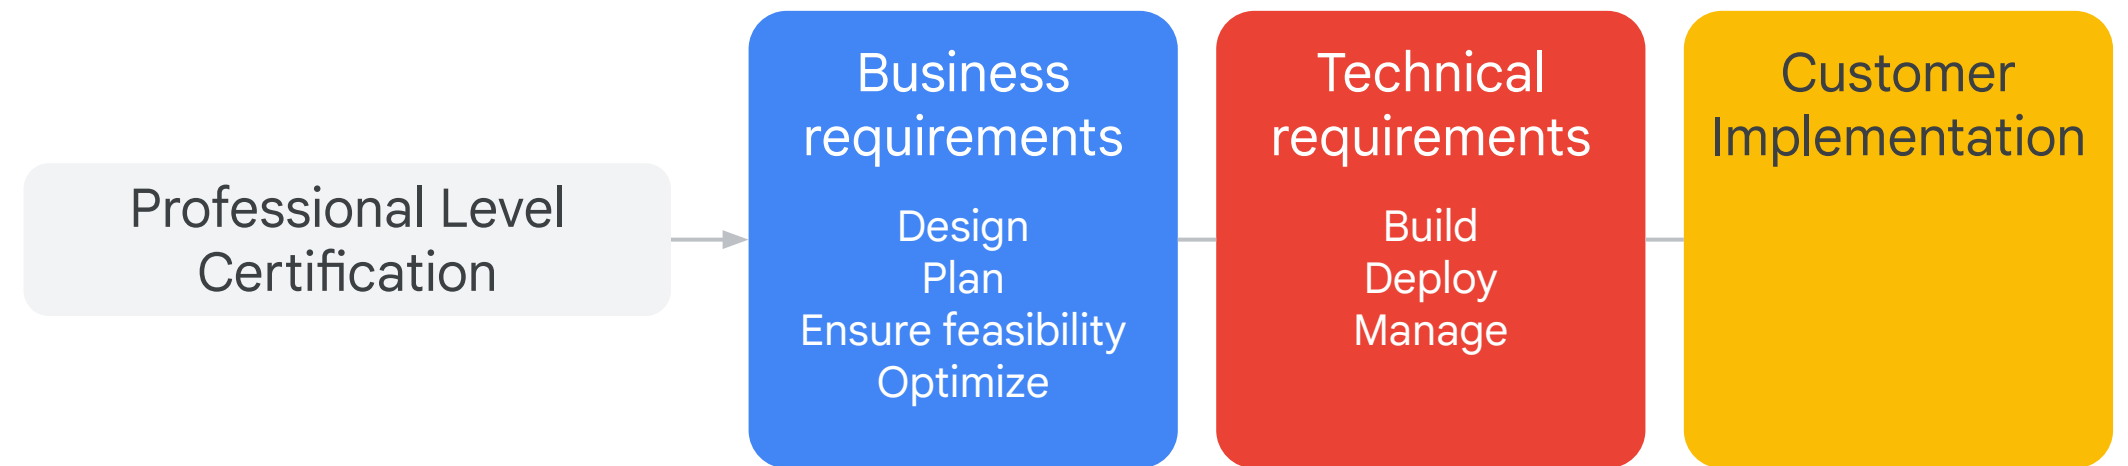 Professional Level
Certification
Business
requirements
Design
Plan
Ensure feasibility
Optimize
Technical
requirements
Build
Deploy
Manage
Customer
Implementation